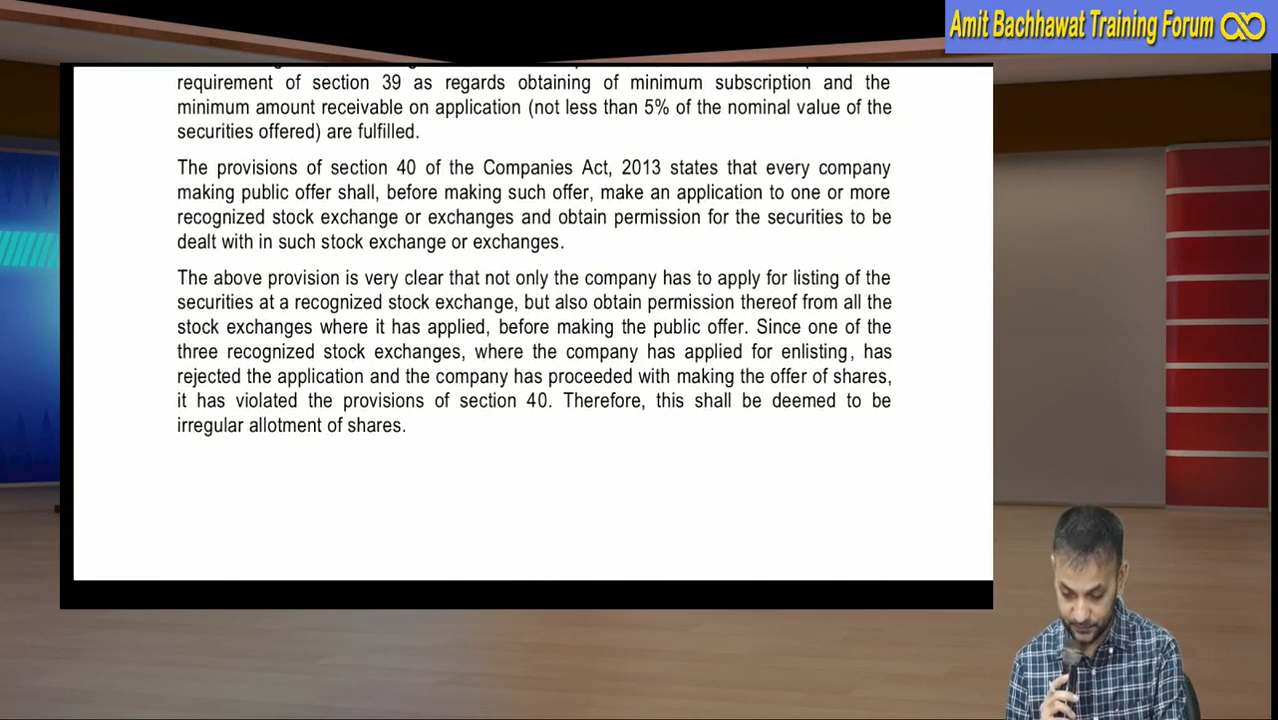 Amit Bachhawat Training Forum
requirement of section 39 as regards obtaining of minimum subscription and the
minimum amount receivable on application (not less than 5% of the nominal value of the
securities offered) are fulfilled.
The provisions of section 40 of the Companies Act, 2013 states that every company
making public offer shall, before making such offer, make an application to one or more
recognized stock exchange or exchanges and obtain permission for the securities to be
dealt with in such stock exchange or exchanges.
The above provision is very clear that not only the company has to apply for listing of the
securities at a recognized stock exchange, but also obtain permission thereof from all the
stock exchanges where it has applied, before making the public offer. Since one of the
three recognized stock exchanges, where the company has applied for enlisting, has
rejected the application and the company has proceeded with making the offer of shares,
it has violated the provisions of section 40. Therefore, this shall be deemed to be
irregular allotment of shares.